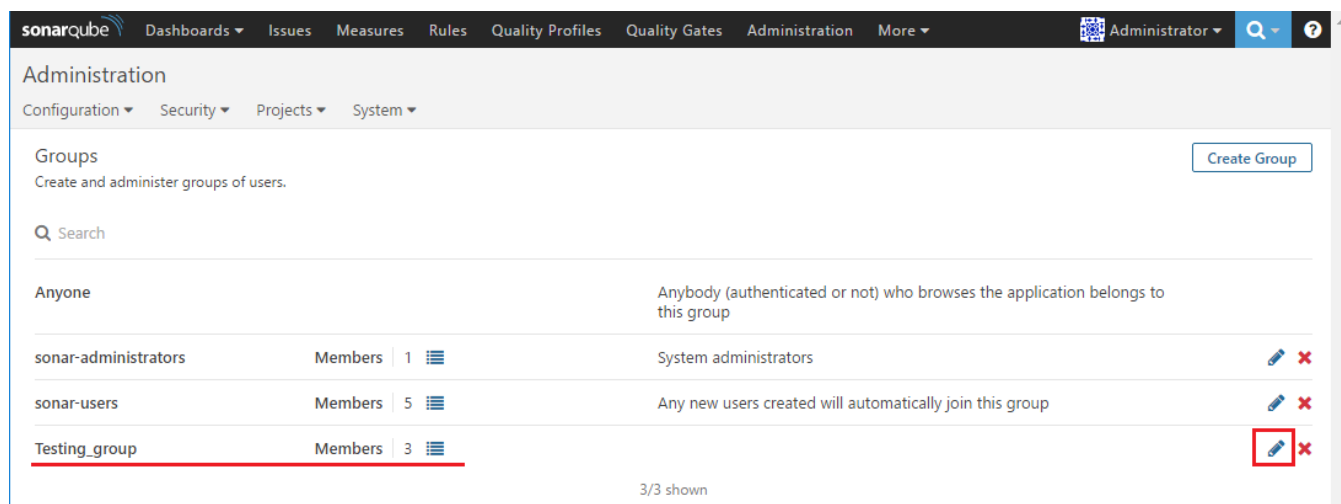 sonarqube Dashboards Issues Measures Rules Quality Profiles Quality Gates Administration More Administrator ?
Administration
Configuration Security Projects System
Groups Create Group
Create and administer groups of users.
Search
Anyone Anybody (authenticated or not) who browses the application belongs to
this group
sonar-administrators Members 1 System administrators
sonar-users Members 5 Any new users created will automatically join this group
Testing_group Members 3
3/3 shown